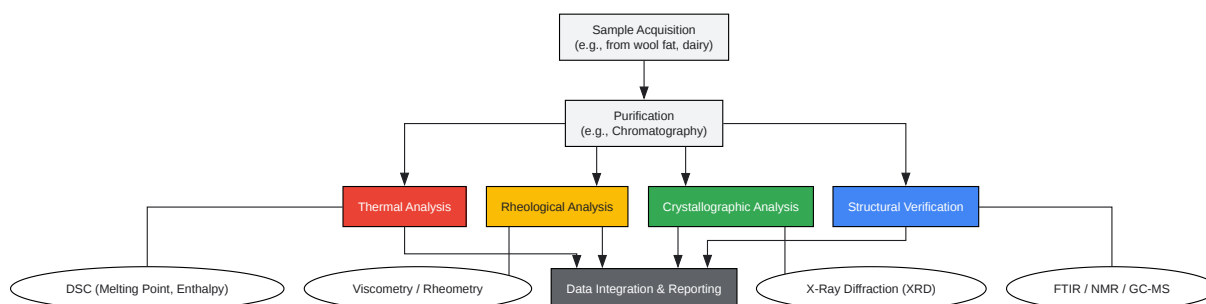 Sample Acquisition
(e.g., from wool fat, dairy)
Purification
(e.g., Chromatography)
Thermal Analysis
Rheological Analysis
Crystallographic Analysis
Structural Verification
DSC (Melting Point, Enthalpy)
Viscometry / Rheometry
Data Integration & Reporting
X-Ray Diffraction (XRD)
FTIR / NMR / GC-MS